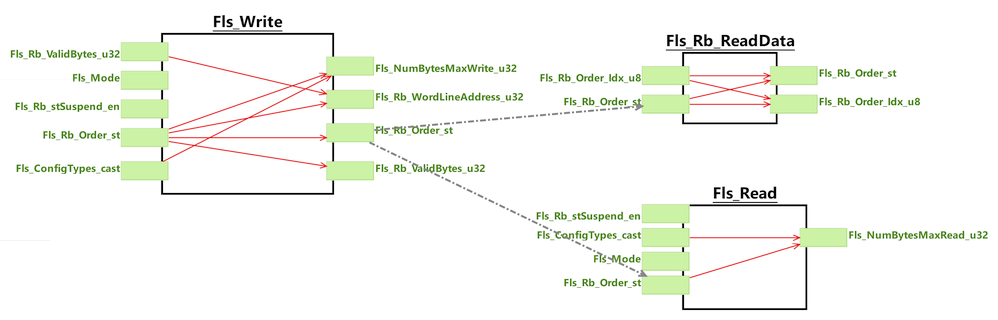 Fls_Write
Fls_Rb_ValidBytes_u32
Fls_Mode
Fls_Rb_stSuspend_en
Fls_Rb_Order_st
Fls_ConfigTypes_cast
Fls_NumBytesMaxWrite_u32
Fls_Rb_WordLineAddress_u32
Fls_Rb_Order_st
Fls_Rb_ValidBytes_u32
Fls_Rb_ReadData
Fls_Rb_Order_Idx_u8
Fls_Rb_Order_st
Fls_Rb_Order_st
Fls_Rb_Order_Idx_u8
Fls_Read
Fls_Rb_stSuspend_en
Fls_ConfigTypes_cast
Fls_Mode
Fls_Rb_Order_st
Fls_NumBytesMaxRead_u32